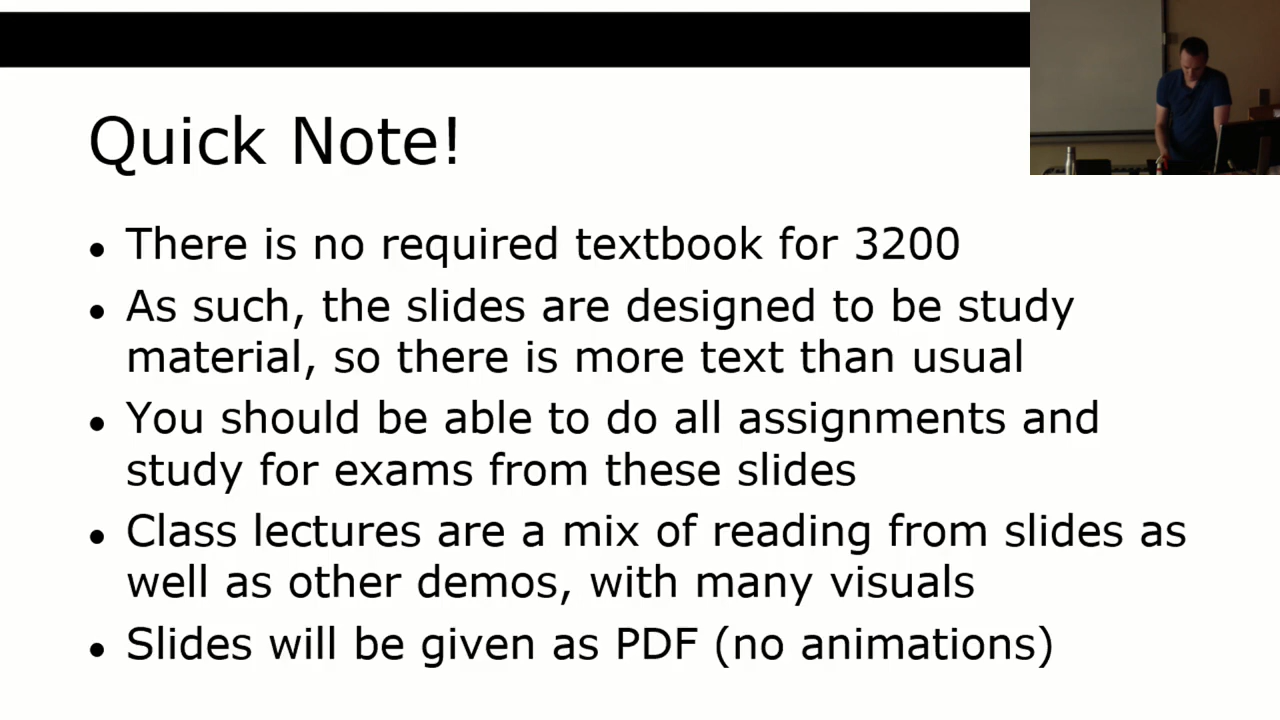 Quick Note!
• There is no required textbook for 3200
• As such, the slides are designed to be study
material, so there is more text than usual
• You should be able to do all assignments and
study for exams from these slides
• Class lectures are a mix of reading from slides as
well as other demos, with many visuals
• Slides will be given as PDF (no animations)